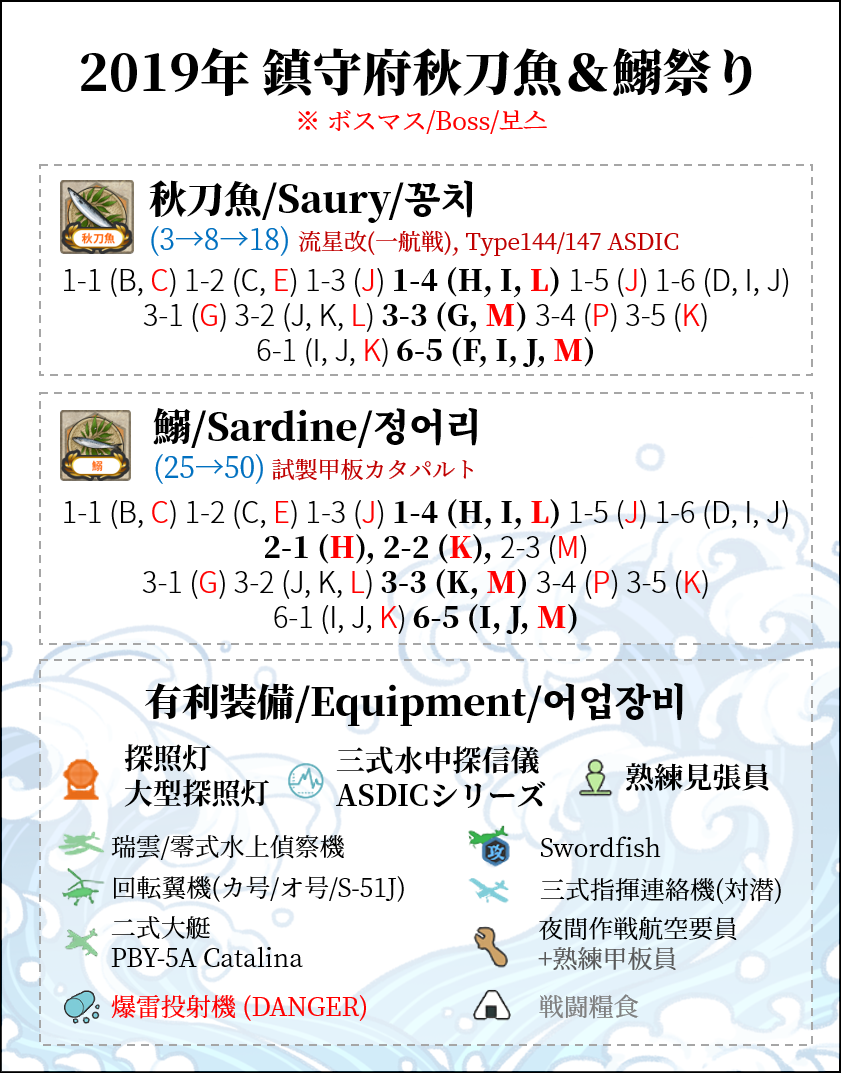 2019年 鎮守府秋刀魚＆鰯祭り
※ ボスマス/Boss/보스
秋刀魚
秋刀魚/Saury/꽁치
(3→8→18) 流星改(一航戦), Type144/147 ASDIC
1-1 (B, C) 1-2 (C, E) 1-3 (J) 1-4 (H, I, L) 1-5 (J) 1-6 (D, I, J)
3-1 (G) 3-2 (J, K, L) 3-3 (G, M) 3-4 (P) 3-5 (K)
6-1 (I, J, K) 6-5 (F, I, J, M)
鰯
鰯/Sardine/정어리
(25→50) 試製甲板カタパルト
1-1 (B, C) 1-2 (C, E) 1-3 (J) 1-4 (H, I, L) 1-5 (J) 1-6 (D, I, J)
2-1 (H), 2-2 (K), 2-3 (M)
3-1 (G) 3-2 (J, K, L) 3-3 (K, M) 3-4 (P) 3-5 (K)
6-1 (I, J, K) 6-5 (I, J, M)
有利装備/Equipment/어업장비
探照灯
大型探照灯
三式水中探信儀
ASDICシリーズ
熟練見張員
瑞雲/零式水上偵察機
攻
Swordfish
回転翼機(カ号/オ号/S-51J)
三式指揮連絡機(対潜)
二式大艇
PBY-5A Catalina
夜間作戦航空要員
+熟練甲板員
爆雷投射機 (DANGER)
戦闘糧食